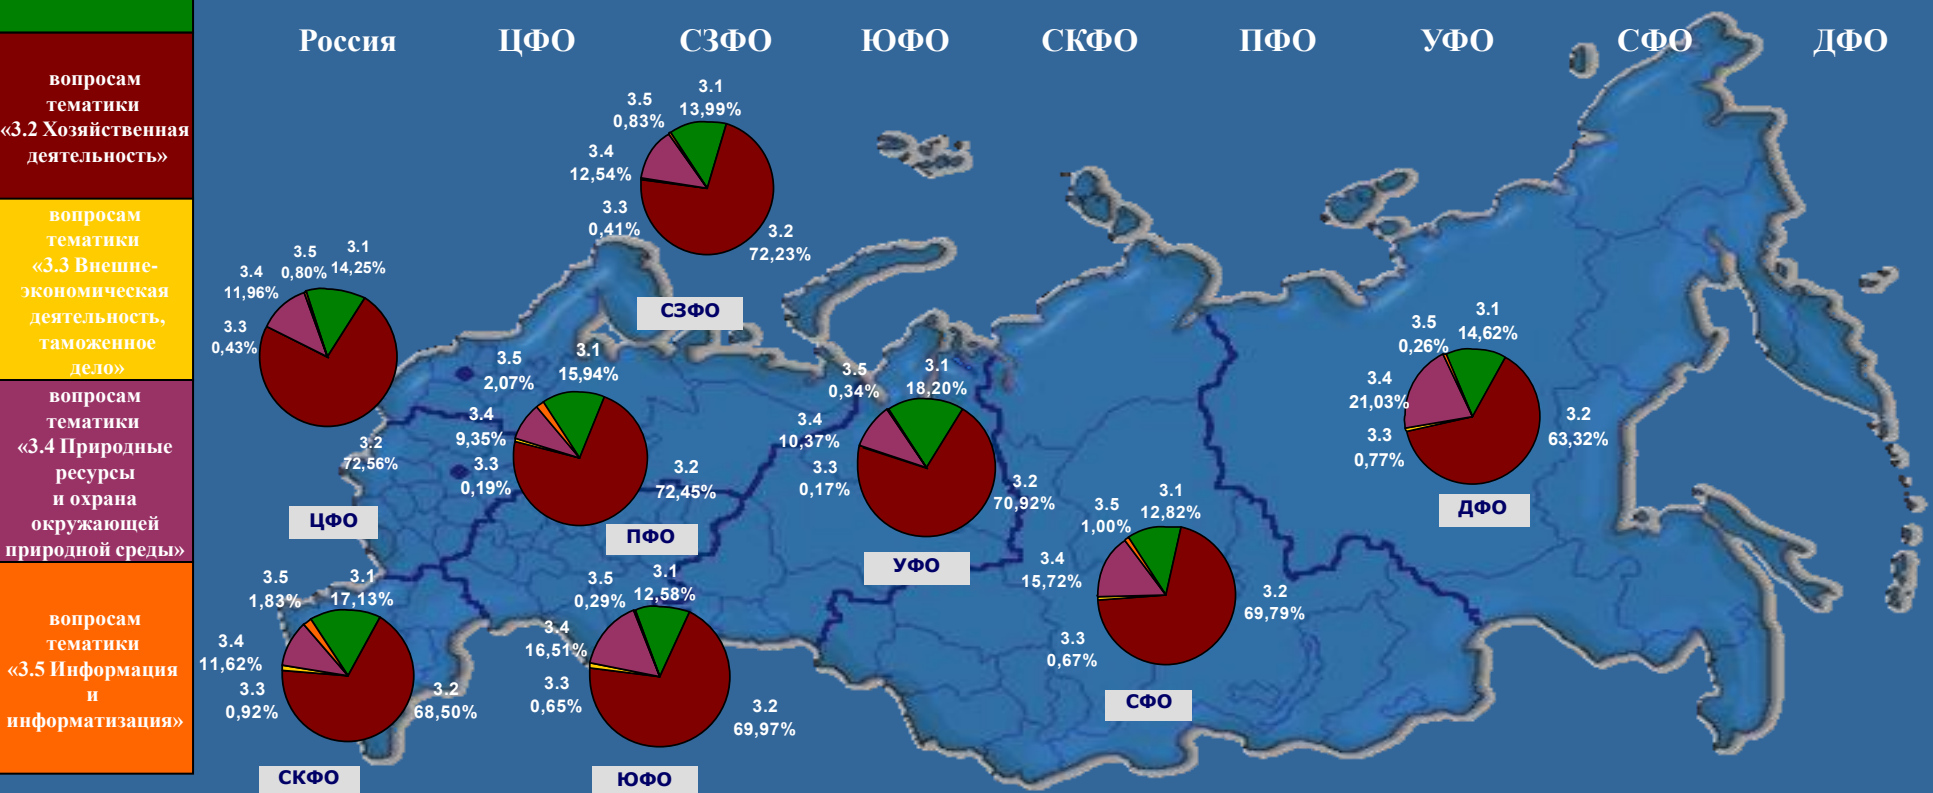 Россия ЦФО СЗФО ЮФО СКФО ПФО УФО СФО ДФО
вопросам
тематики
«3.2 Хозяйственная
деятельность»
вопросам
тематики
«3.3 Внешне-
экономическая
деятельность,
таможенное
дело»
вопросам
тематики
«3.4 Природные
ресурсы
и охрана
окружающей
природной среды»
вопросам
тематики
«3.5 Информация
и
информатизация»
3.1
13,99%
3.5
0,83%
3.4
12,54%
3.3
0,41%
3.2
72,23%
СЗФО
3.5
0,80%
3.1
14,25%
3.4
11,96%
3.3
0,43%
3.2
72,56%
ЦФО
3.5
2,07%
3.1
15,94%
3.4
9,35%
3.3
0,19%
3.2
72,45%
ПФО
3.5
0,34%
3.1
18,20%
3.4
10,37%
3.3
0,17%
3.2
70,92%
УФО
3.5
0,26%
3.1
14,62%
3.4
21,03%
3.3
0,77%
3.2
63,32%
ДФО
3.5
1,00%
3.1
12,82%
3.4
15,72%
3.3
0,67%
3.2
69,79%
СФО
3.5
1,83%
3.1
17,13%
3.4
11,62%
3.3
0,92%
3.2
68,50%
СКФО
3.5
0,29%
3.1
12,58%
3.4
16,51%
3.3
0,65%
3.2
69,97%
ЮФО